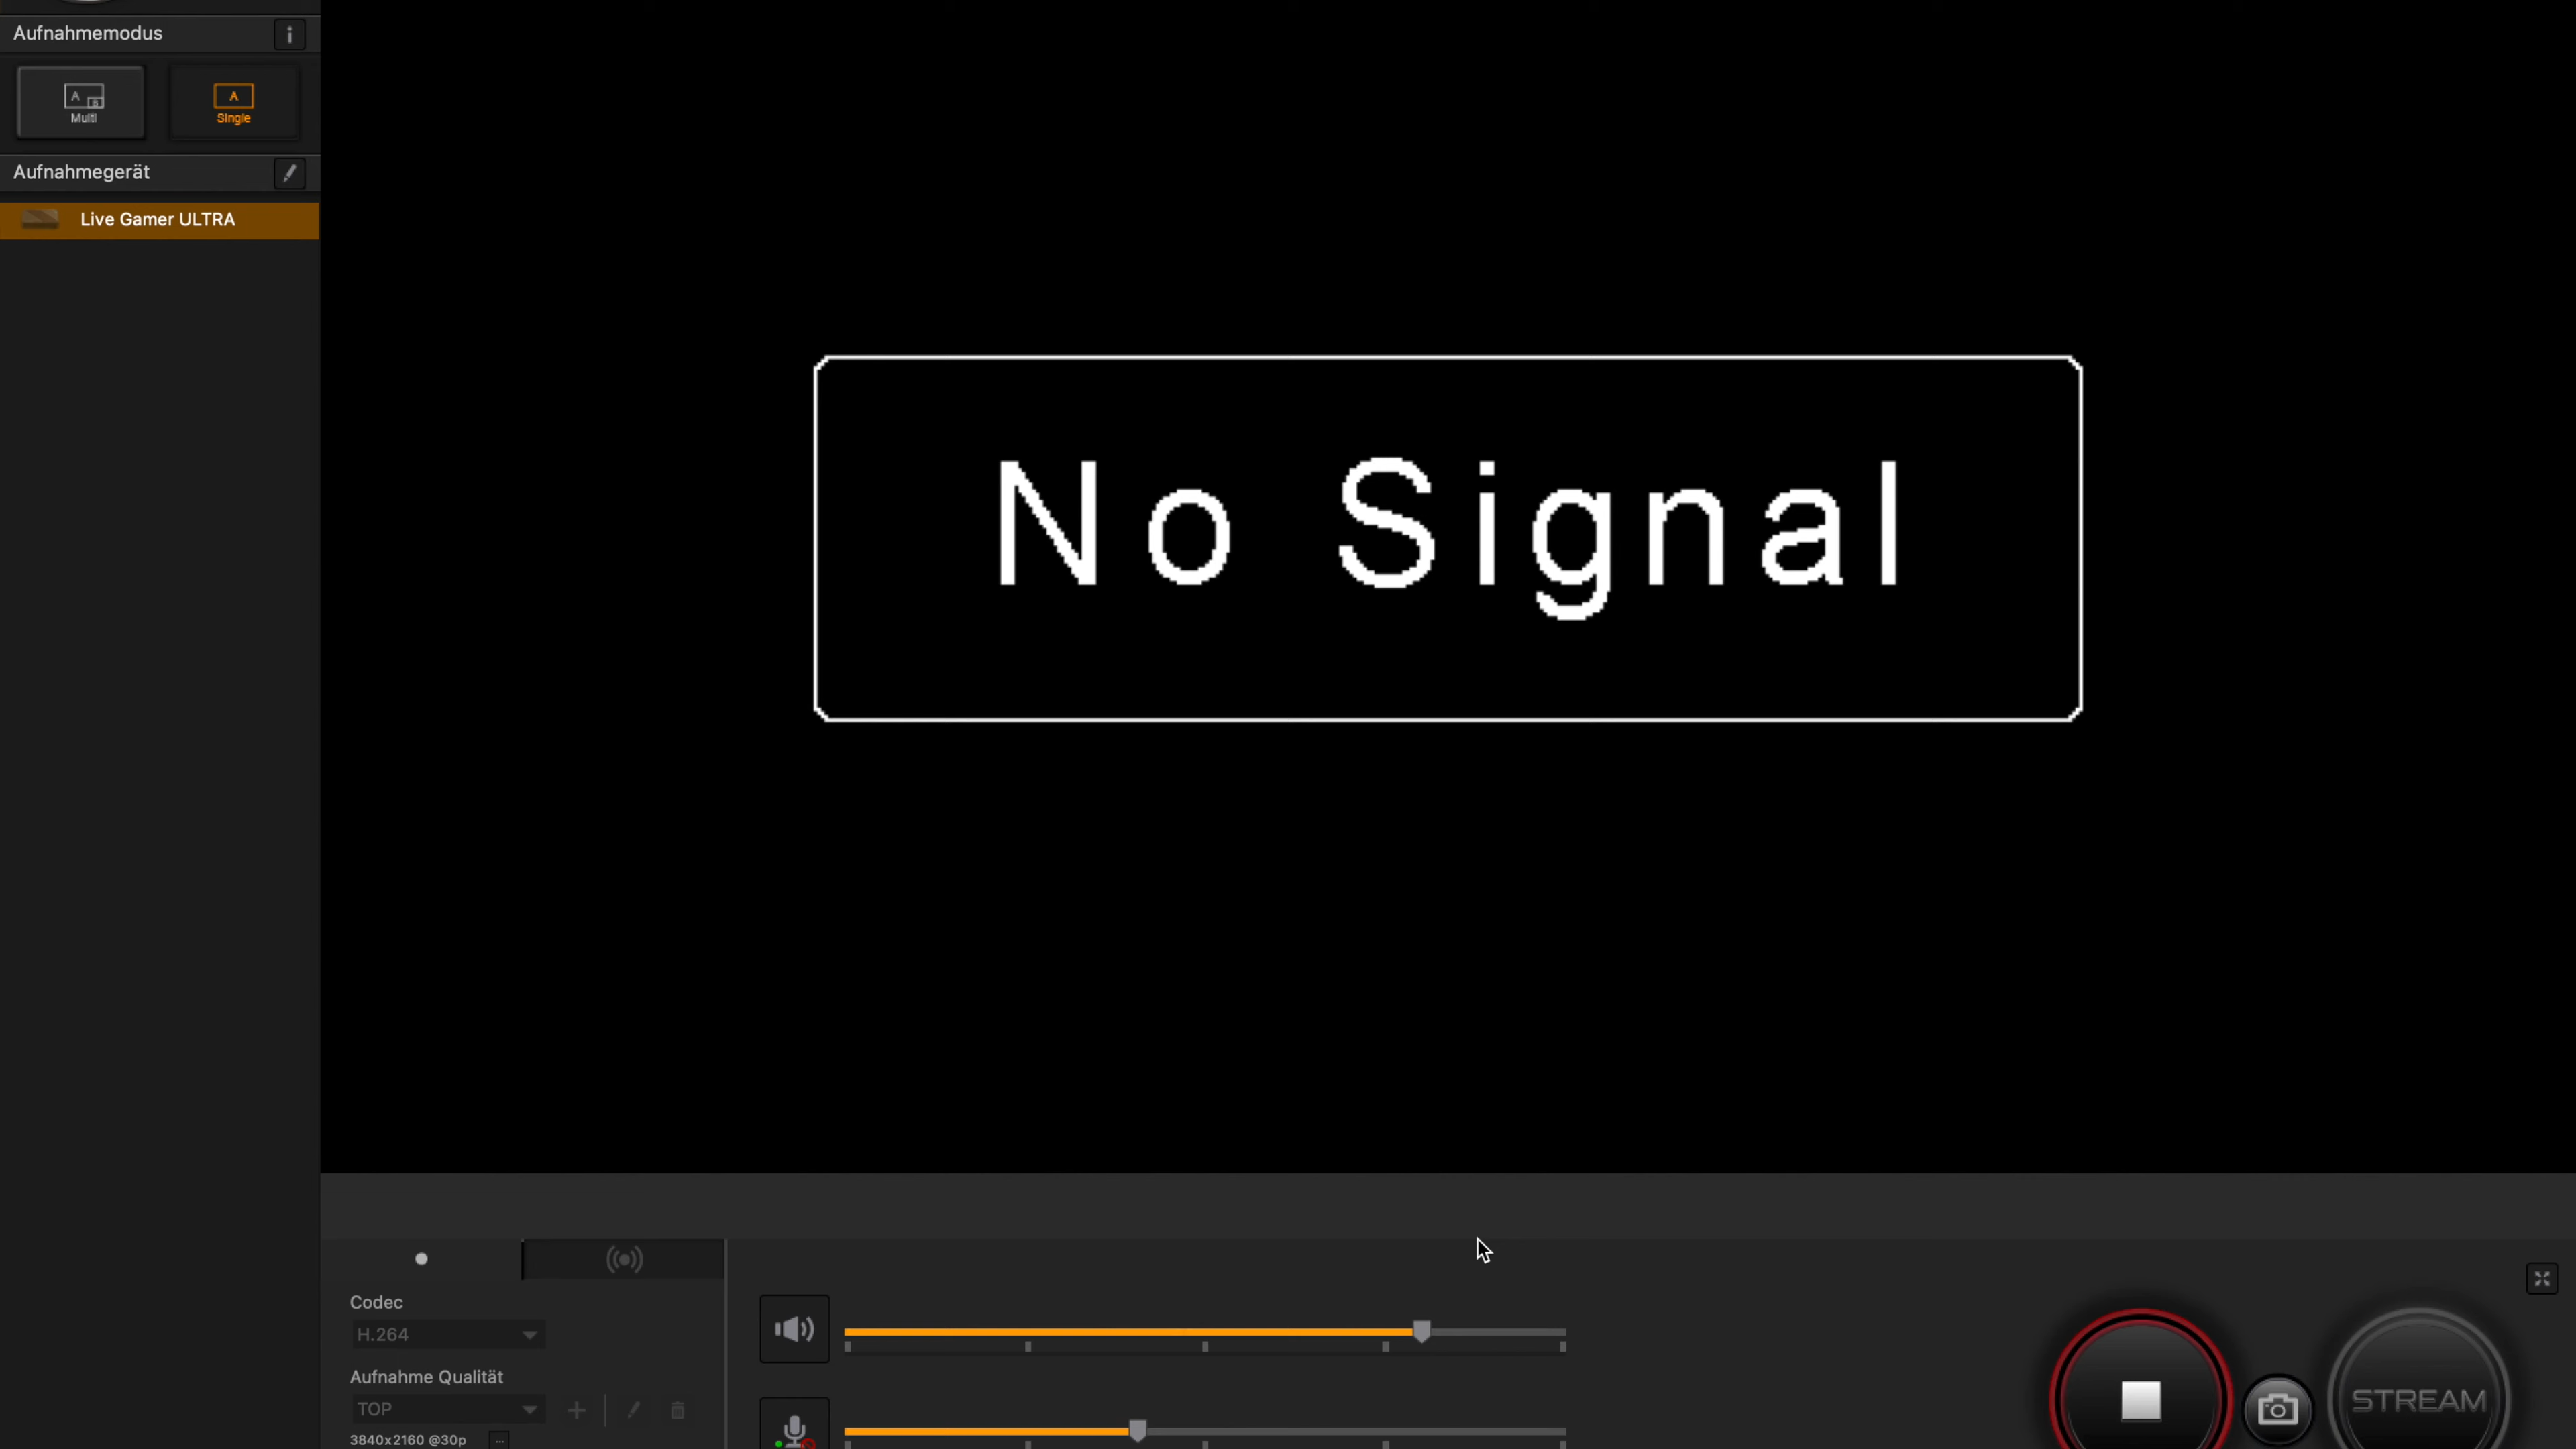 Aufnahmemodus
i
A
B
Multi
A
Single
Aufnahmegerät
Live Gamer ULTRA
No Signal
Codec
H.264
Aufnahme Qualität
TOP
3840x2160 @30p
...
STREAM